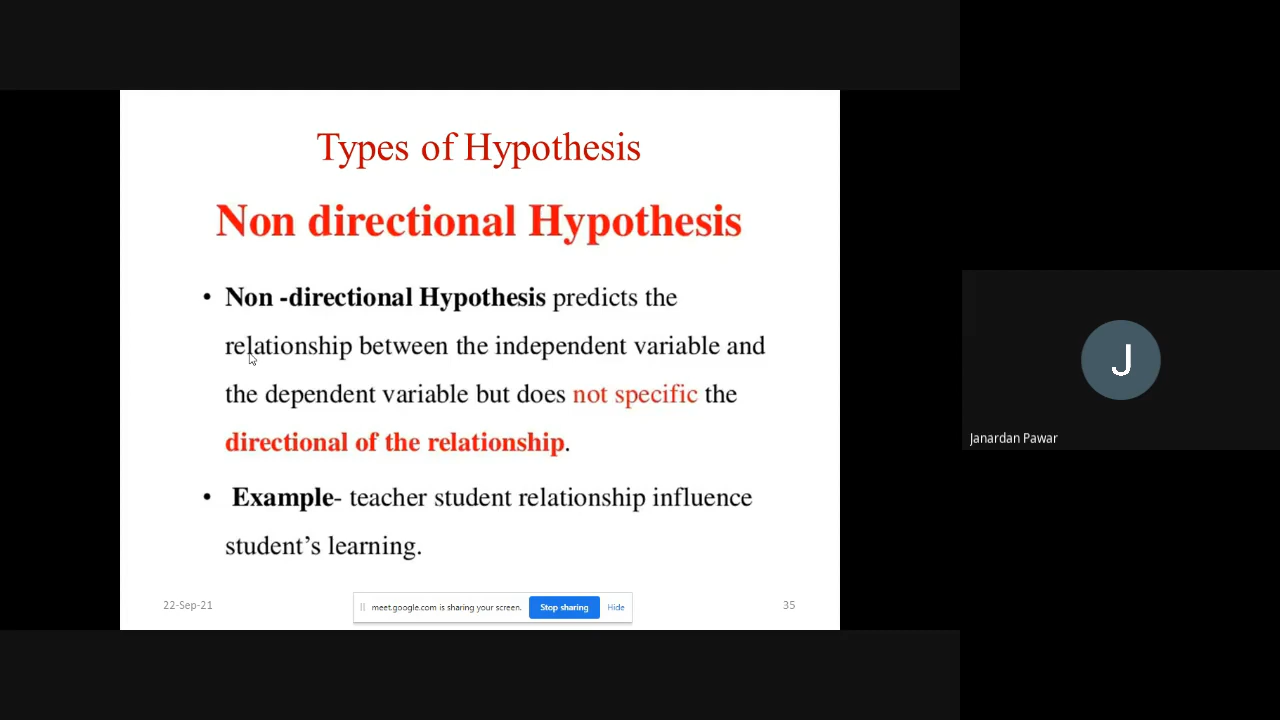 Types of Hypothesis
Non directional Hypothesis
• Non -directional Hypothesis predicts the
relationship between the independent variable and
the dependent variable but does not specific the
directional of the relationship.
• Example- teacher student relationship influence
student's learning.
22-Sep-21
meet.google.com is sharing your screen.
Stop sharing
Hide
35
J
Janardan Pawar